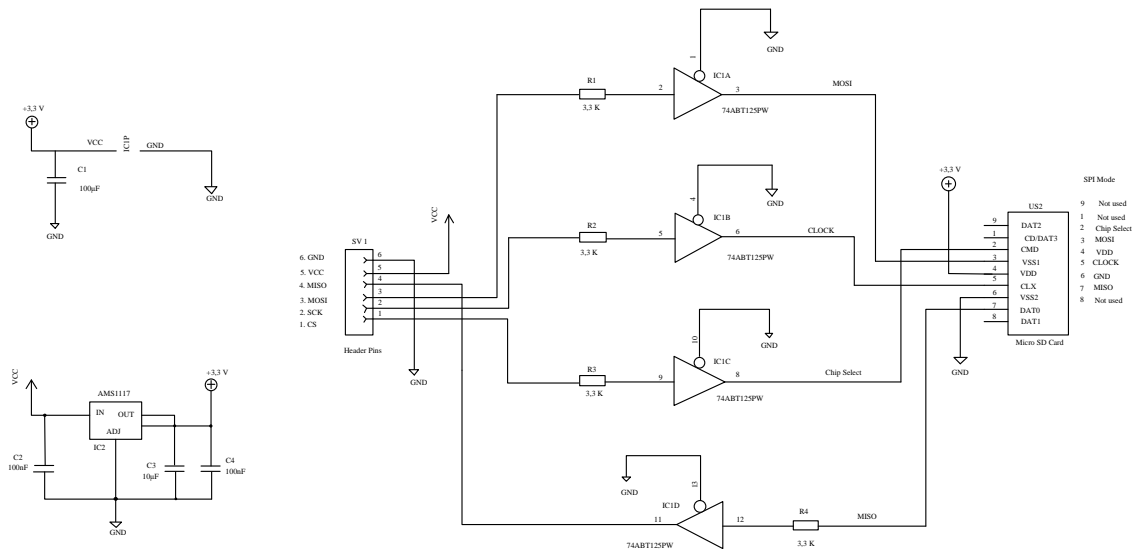 +3,3 V
VCC
IC1P
GND
C1
100µF
GND
GND
VCC
+3,3 V
AMS1117
IN
OUT
ADJ
IC2
C2
100nF
C3
10µF
C4
100nF
GND
SV 1
6. GND
5. VCC
4. MISO
3. MOSI
2. SCK
1. CS
6
5
4
3
2
1
Header Pins
VCC
GND
R1
3,3 K
2
1
IC1A
3
74ABT125PW
GND
MOSI
R2
3,3 K
5
4
IC1B
6
74ABT125PW
GND
CLOCK
R3
3,3 K
9
10
IC1C
8
74ABT125PW
GND
Chip Select
GND
13
IC1D
11
12
74ABT125PW
R4
3,3 K
MISO
+3,3 V
GND
US2
9 DAT2
1 CD/DAT3
2 CMD
3 VSS1
4 VDD
5 CLX
6 VSS2
7 DAT0
8 DAT1
Micro SD Card
SPI Mode
9 Not used
1 Not used
2 Chip Select
3 MOSI
4 VDD
5 CLOCK
6 GND
7 MISO
8 Not used